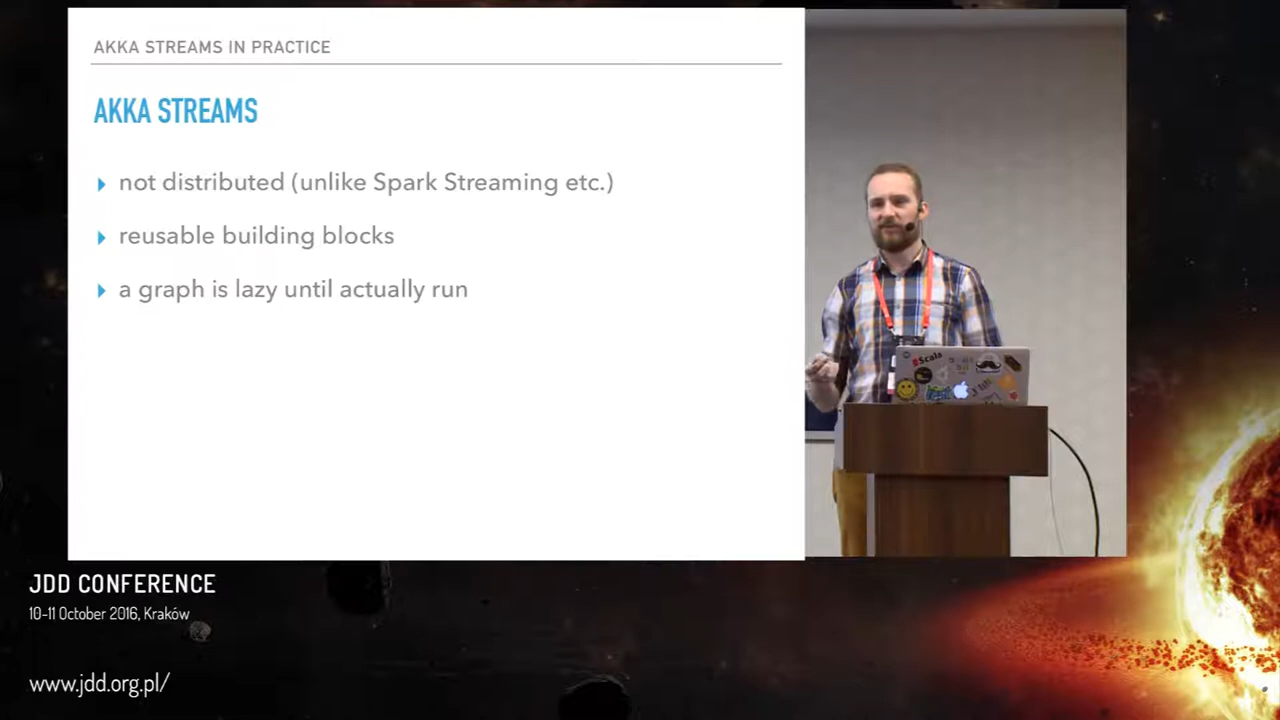 AKKA STREAMS IN PRACTICE
AKKA STREAMS
not distributed (unlike Spark Streaming etc.)
reusable building blocks
a graph is lazy until actually run
#Scala
JDD CONFERENCE
10-11 October 2016, Kraków
www.jdd.org.pl/